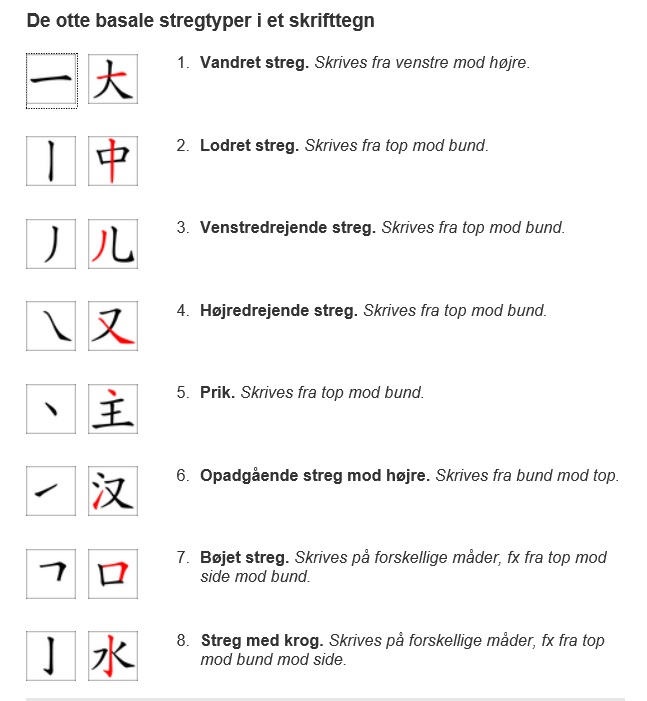 De otte basale stregtyper i et skrifttegn
一 大 1. Vandret streg. Skrives fra venstre mod højre.
丨 中 2. Lodret streg. Skrives fra top mod bund.
丿 儿 3. Venstredrejende streg. Skrives fra top mod bund.
㇏ 又 4. Højredrejende streg. Skrives fra top mod bund.
丶 主 5. Prik. Skrives fra top mod bund.
㇀ 汉 6. Opadgående streg mod højre. Skrives fra bund mod top.
𠃍 口 7. Bøjet streg. Skrives på forskellige måder, fx fra top mod
side mod bund.
亅 水 8. Streg med krog. Skrives på forskellige måder, fx fra top
mod bund mod side.